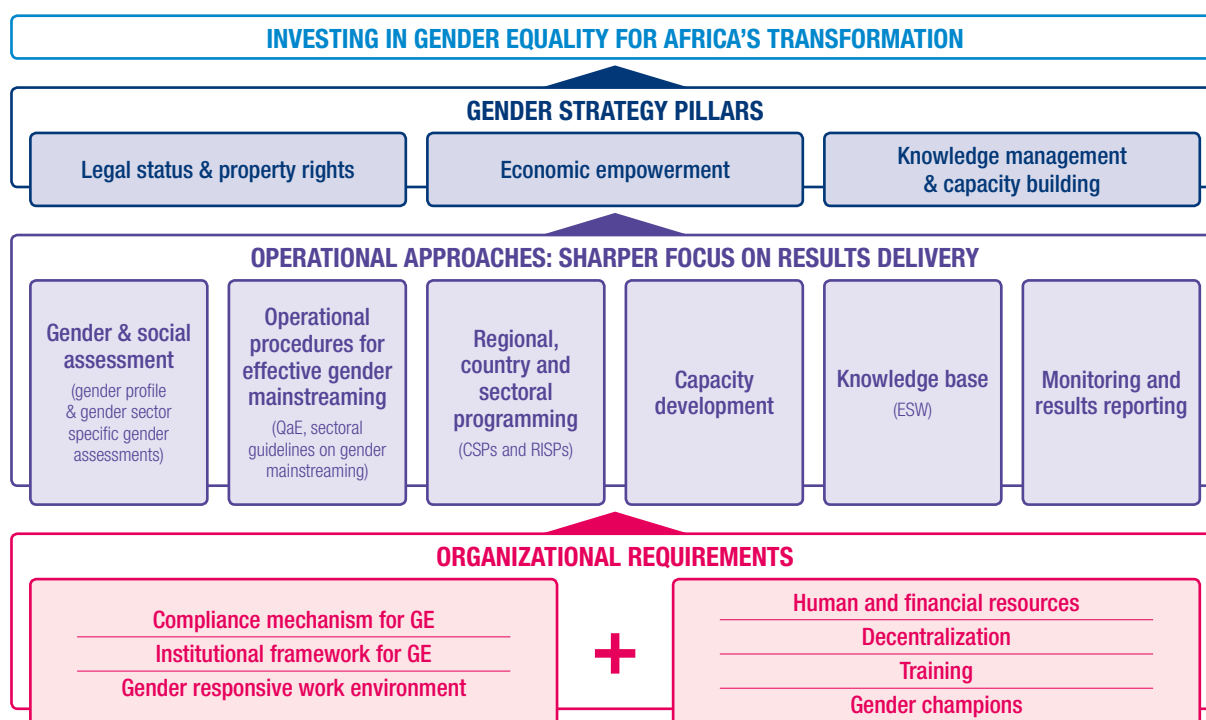 INVESTING IN GENDER EQUALITY FOR AFRICA'S TRANSFORMATION
GENDER STRATEGY PILLARS
Legal status & property rights
Economic empowerment
Knowledge management
& capacity building
OPERATIONAL APPROACHES: SHARPER FOCUS ON RESULTS DELIVERY
Gender & social
assessment
(gender profile
& gender sector
specific gender
assessments)
Operational
procedures for
effective gender
mainstreaming
(QaE, sectoral
guidelines on gender
mainstreaming)
Regional,
country and
sectoral
programming
(CSPs and RISPs)
Capacity
development
Knowledge base
(ESW)
Monitoring and
results reporting
ORGANIZATIONAL REQUIREMENTS
Compliance mechanism for GE
Institutional framework for GE
Gender responsive work environment
+
Human and financial resources
Decentralization
Training
Gender champions